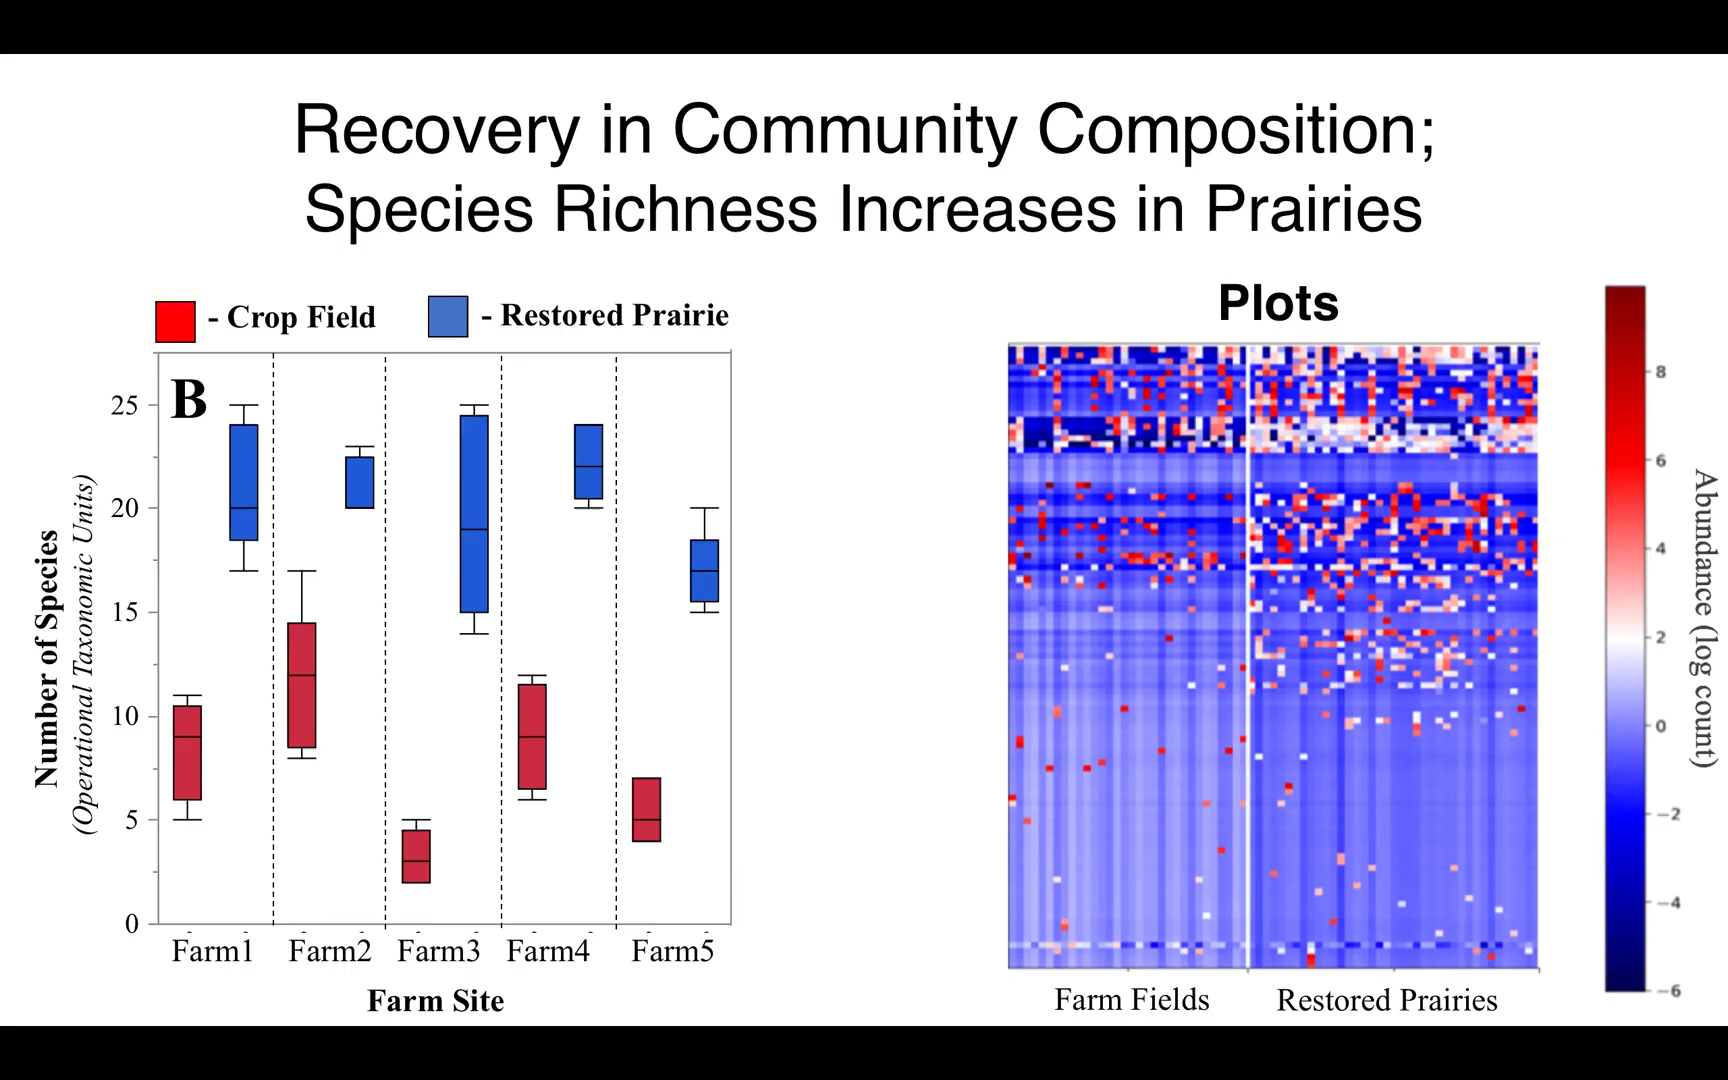 Recovery in Community Composition;
Species Richness Increases in Prairies
- Crop Field
- Restored Prairie
B
Number of Species
(Operational Taxonomic Units)
25
20
15
10
5
0
Farm1
Farm2
Farm3
Farm4
Farm5
Farm Site
Plots
Farm Fields
Restored Prairies
8
6
4
2
0
−2
−4
−6
Abundance (log count)